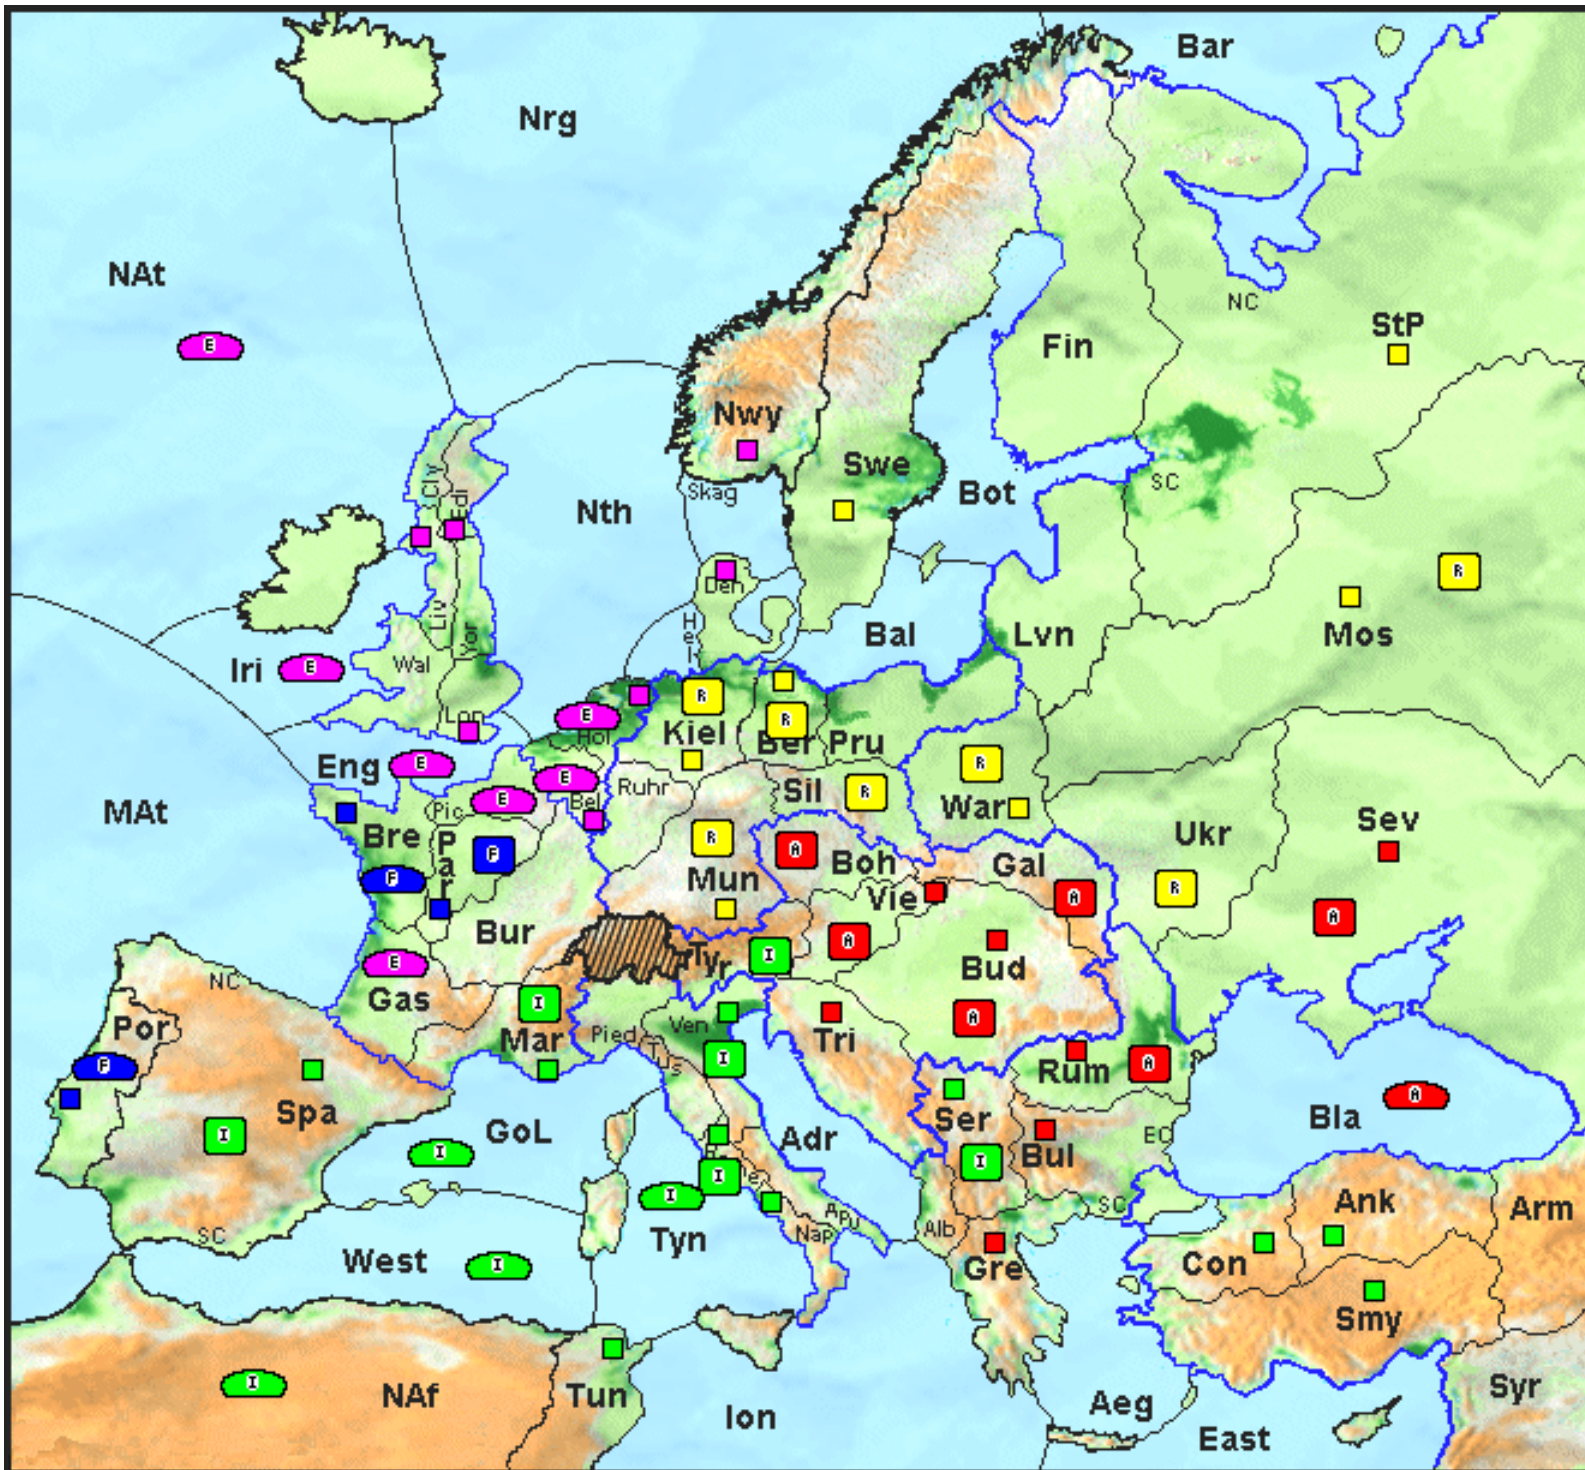 Bar
Nrg
NAt
NC
StP
Fin
Nwy
Swe
Skag
SC
Bot
Cly
Edi
Nth
E
R
Den
Hel
Liv
Yor
Bal
Lvn
Mos
Iri
E
Wal
R
E
Lon
Hol
Kiel
R
Ber
Pru
Eng
E
E
Ruhr
Sil
R
R
War
MAt
Pic
E
Bel
Bre
Par
F
R
Mun
A
Boh
Gal
Ukr
Sev
F
Vie
A
R
A
Bur
Tyr
I
A
Bud
NC
E
Gas
I
Mar
Pied
Ven
Tri
A
Por
F
Tus
I
Rum
A
Spa
I
GoL
I
Adr
Ser
I
Bul
EC
Bla
A
I
I
SC
West
I
Tyn
Apu
Nap
Alb
SC
Gre
Con
Ank
Arm
Smy
I
NAf
Tun
Ion
Aeg
East
Syr